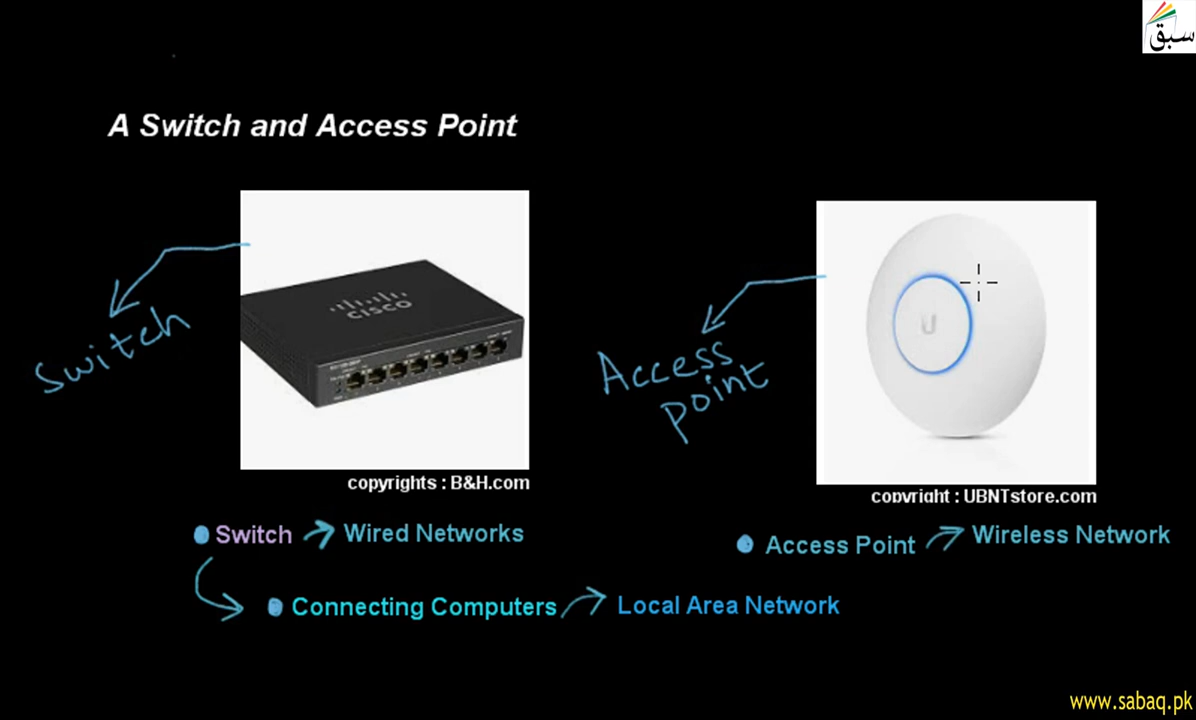 سبق
A Switch and Access Point
CISCO
Switch
Access
point
U
copyrights : B&H.com
copyright : UBNTstore.com
Switch Wired Networks
Access Point Wireless Network
Connecting Computers Local Area Network
www.sabaq.pk